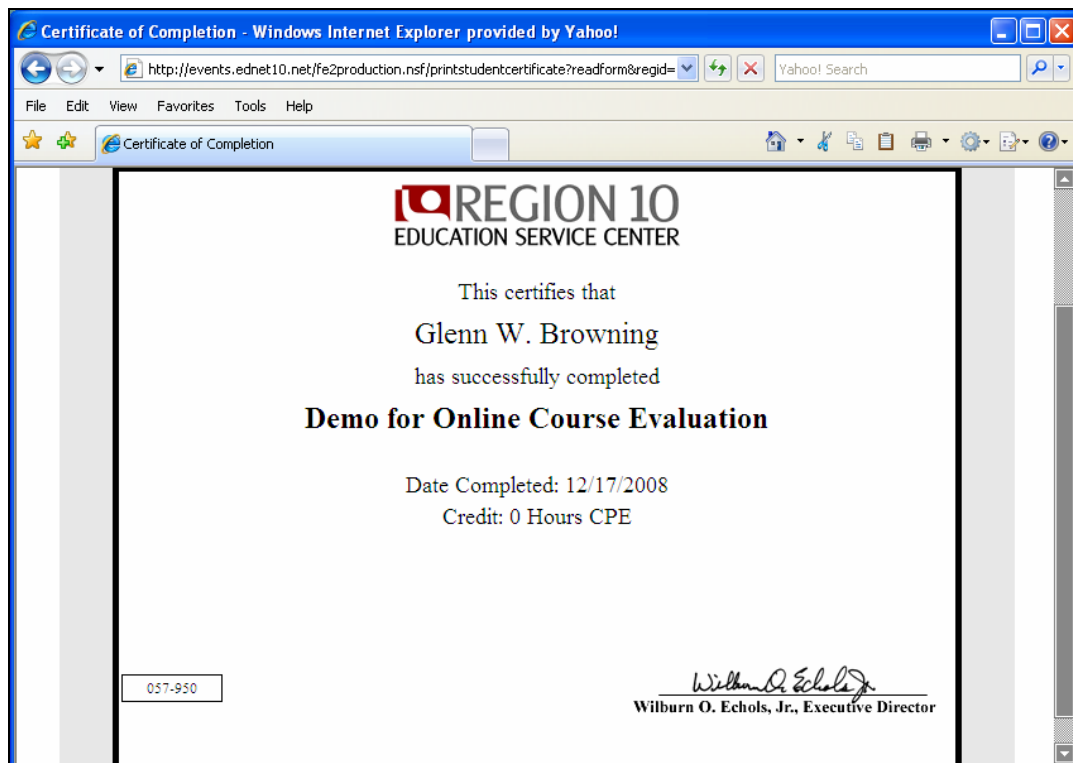 Certificate of Completion - Windows Internet Explorer provided by Yahoo!
http://events.ednet10.net/fe2production.nsf/printstudentcertificate?readform&regid=
Yahoo! Search
File Edit View Favorites Tools Help
Certificate of Completion
REGION 10
EDUCATION SERVICE CENTER
This certifies that
Glenn W. Browning
has successfully completed
Demo for Online Course Evaluation
Date Completed: 12/17/2008
Credit: 0 Hours CPE
057-950
Wilburn O. Echols Jr.
Wilburn O. Echols, Jr., Executive Director